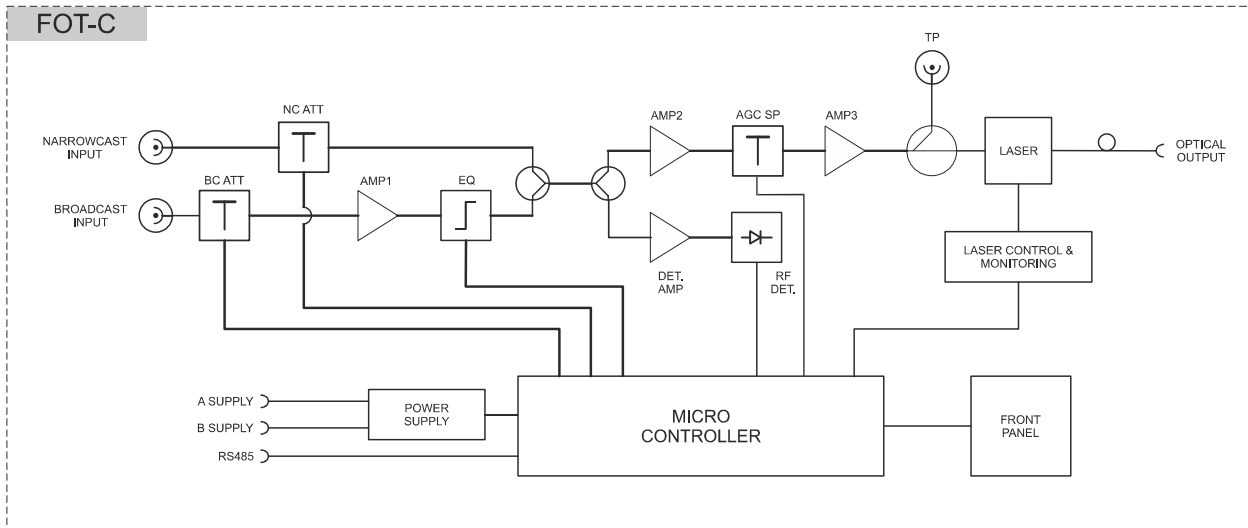 FOT-C
TP
NC ATT
AMP2
AGC SP
AMP3
NARROWCAST
INPUT
LASER
OPTICAL
OUTPUT
BC ATT
AMP1
EQ
BROADCAST
INPUT
LASER CONTROL &
MONITORING
DET.
AMP
RF
DET.
A SUPPLY
B SUPPLY
RS485
POWER
SUPPLY
MICRO
CONTROLLER
FRONT
PANEL